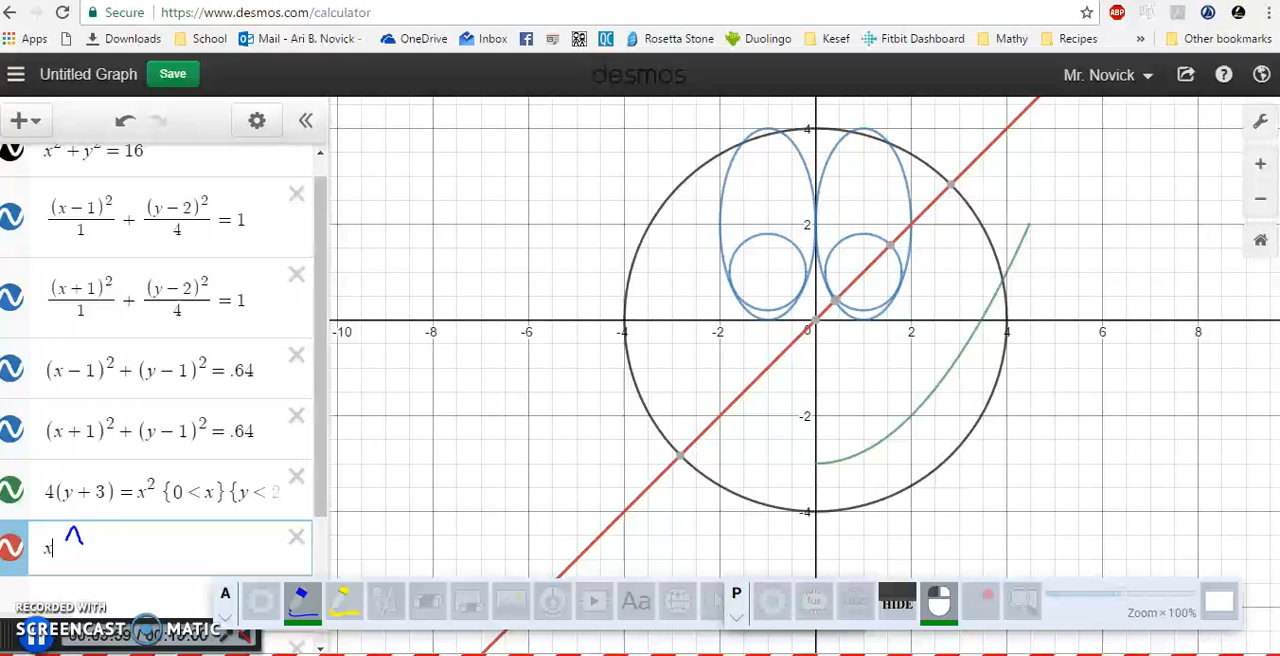 Secure https://www.desmos.com/calculator ABP
Apps Downloads School Mail - Ari B. Novick - OneDrive Inbox QC Rosetta Stone Duolingo Kesef Fitbit Dashboard Mathy Recipes » Other bookmarks
Untitled Graph Save desmos Mr. Novick
x² + y² = 16
(x − 1)²/1 + (y − 2)²/4 = 1
(x + 1)²/1 + (y − 2)²/4 = 1
(x − 1)² + (y − 1)² = .64
(x + 1)² + (y − 1)² = .64
4(y + 3) = x² {0 < x}{y < 2
x ^
4
2
-10 -8 -6 -4 -2 0 2 4 6 8
-2
-4
A Aa P HIDE Zoom × 100%
RECORDED WITH
SCREENCAST MATIC